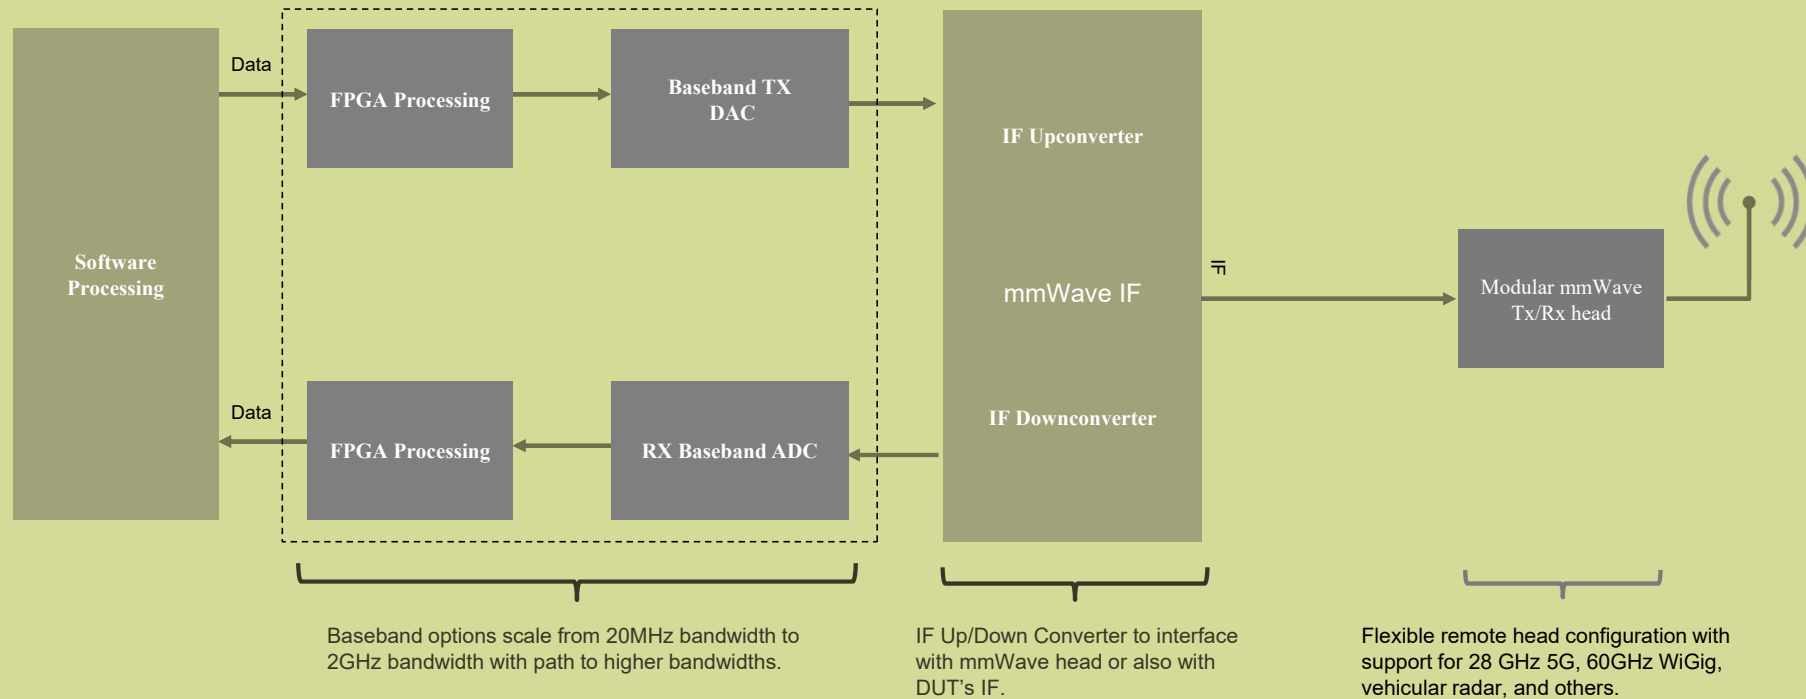 Data
FPGA Processing
Baseband TX
DAC
IF Upconverter
Software
Processing
mmWave IF
IF
Modular mmWave
Tx/Rx head
Data
FPGA Processing
RX Baseband ADC
IF Downconverter
Baseband options scale from 20MHz bandwidth to
2GHz bandwidth with path to higher bandwidths.
IF Up/Down Converter to interface
with mmWave head or also with
DUT's IF.
Flexible remote head configuration with
support for 28 GHz 5G, 60GHz WiGig,
vehicular radar, and others.